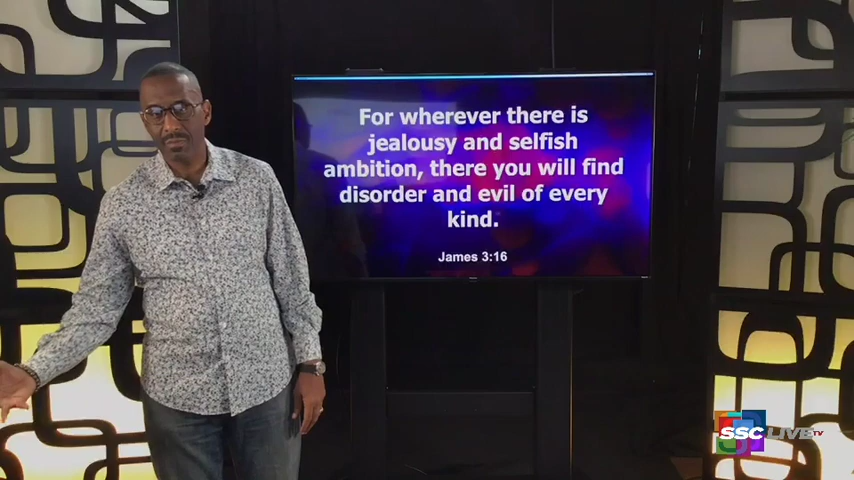 For wherever there is
jealousy and selfish
ambition, there you will find
disorder and evil of every
kind.
James 3:16
SSC LIVE TV